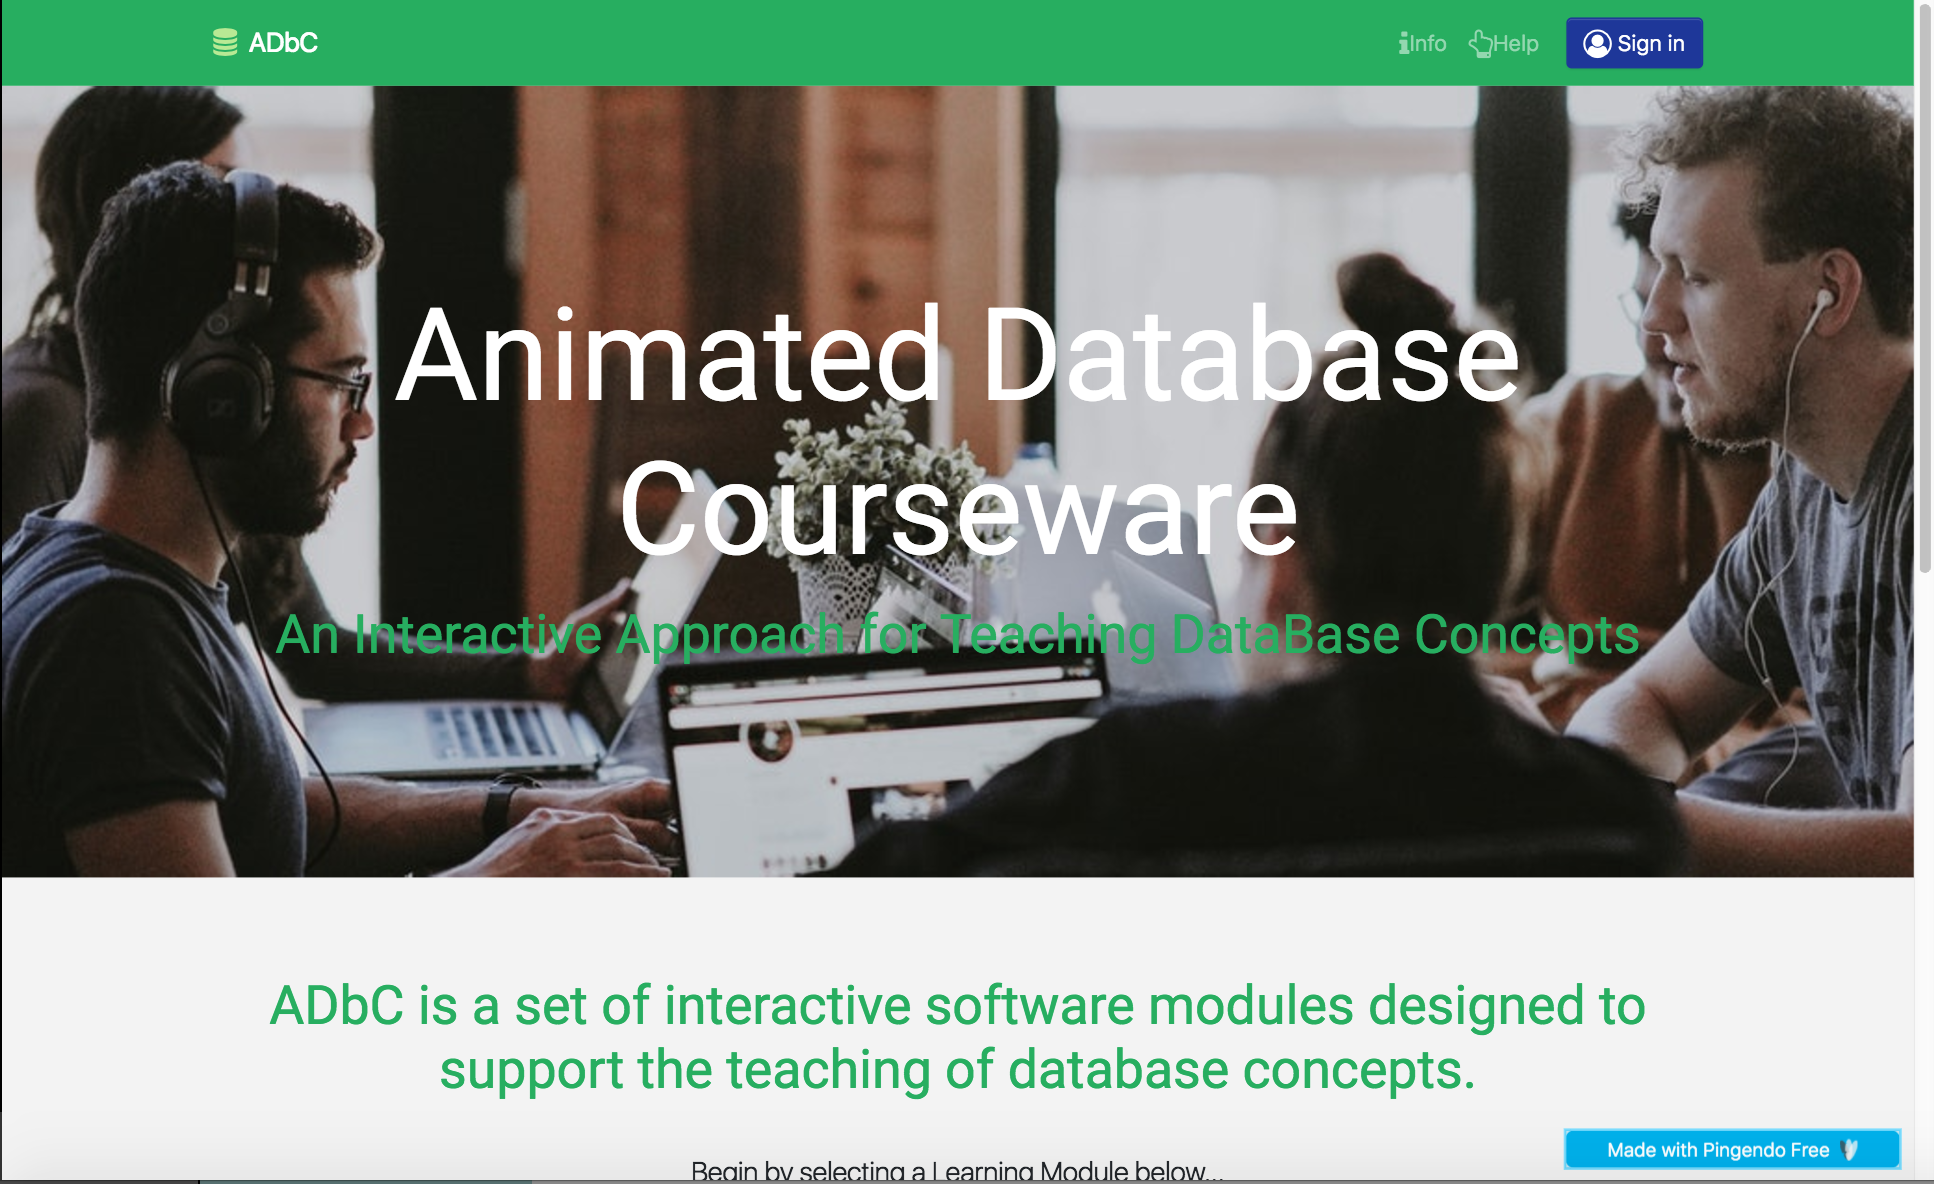 ADbC
Info
Help
Sign in
Animated Database
Courseware
An Interactive Approach for Teaching DataBase Concepts
ADbC is a set of interactive software modules designed to
support the teaching of database concepts.
Begin by selecting a Learning Module below...
Made with Pingendo Free